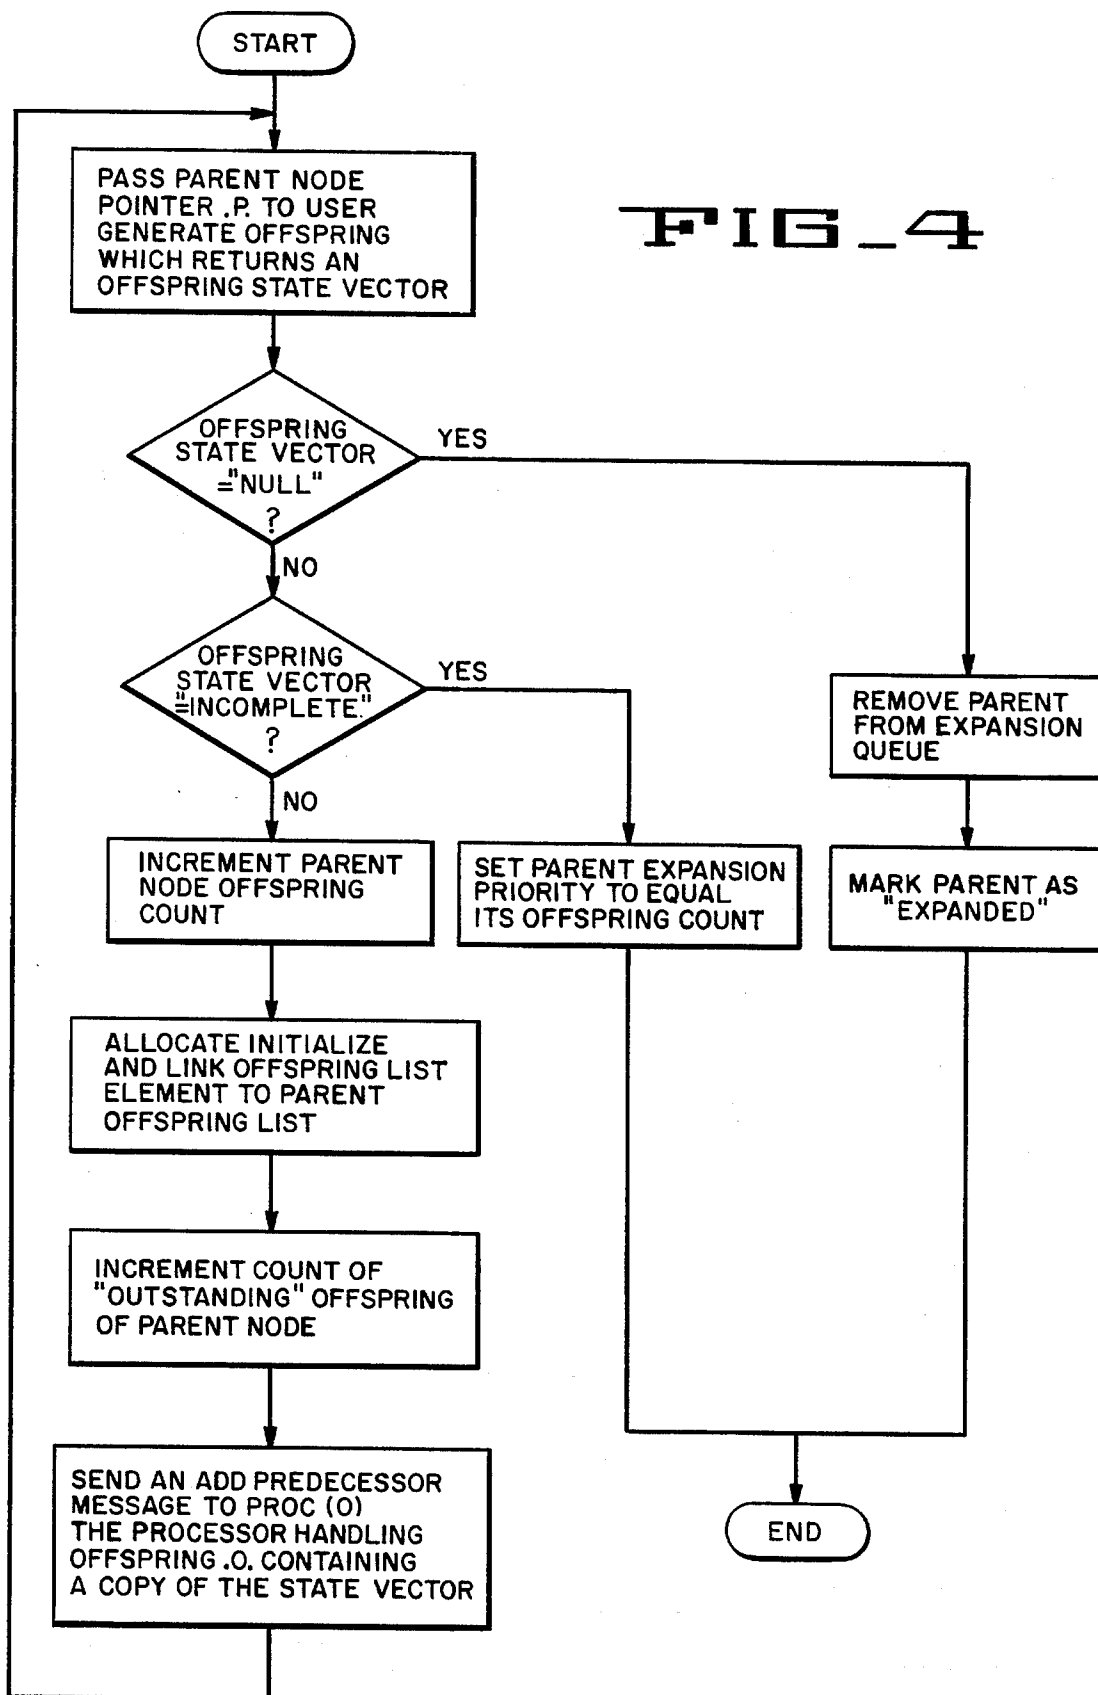 START
PASS PARENT NODE
POINTER .P. TO USER
GENERATE OFFSPRING
WHICH RETURNS AN
OFFSPRING STATE VECTOR
FIG_4
OFFSPRING
STATE VECTOR
="NULL"
?
YES
NO
OFFSPRING
STATE VECTOR
="INCOMPLETE."
?
YES
NO
REMOVE PARENT
FROM EXPANSION
QUEUE
INCREMENT PARENT
NODE OFFSPRING
COUNT
SET PARENT EXPANSION
PRIORITY TO EQUAL
ITS OFFSPRING COUNT
MARK PARENT AS
"EXPANDED"
ALLOCATE INITIALIZE
AND LINK OFFSPRING LIST
ELEMENT TO PARENT
OFFSPRING LIST
INCREMENT COUNT OF
"OUTSTANDING" OFFSPRING
OF PARENT NODE
SEND AN ADD PREDECESSOR
MESSAGE TO PROC (O)
THE PROCESSOR HANDLING
OFFSPRING .O. CONTAINING
A COPY OF THE STATE VECTOR
END